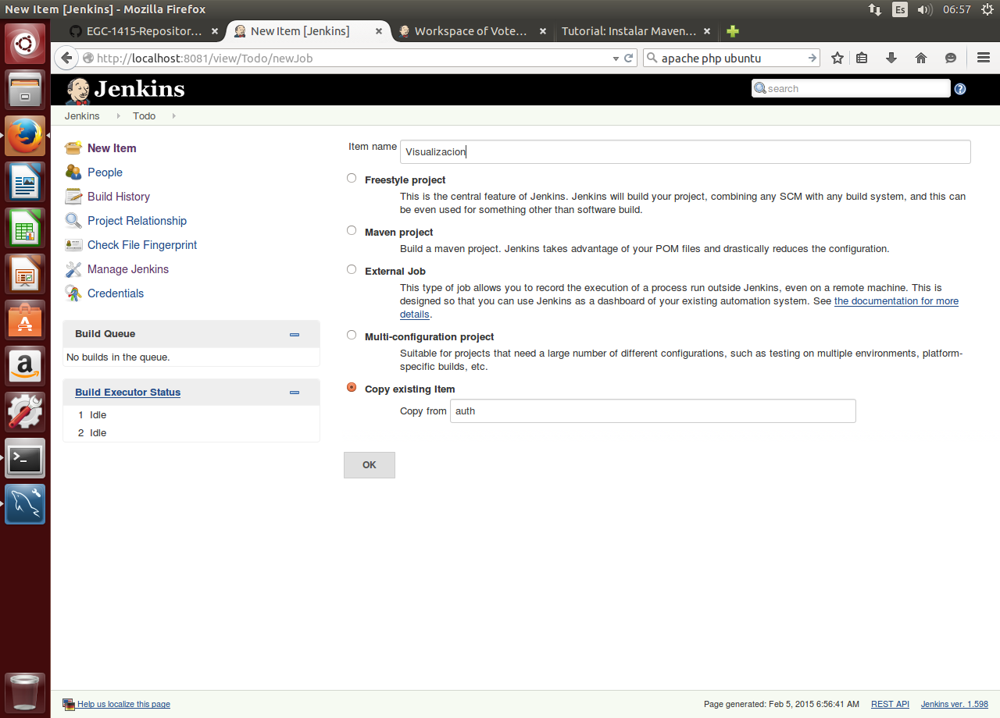 New Item [Jenkins] - Mozilla Firefox
Es
06:57
EGC-1415-Repositor...
New Item [Jenkins]
Workspace of Vote...
Tutorial: Instalar Maven...
http://localhost:8081/view/Todo/newJob
apache php ubuntu
Jenkins
search
Jenkins
Todo
New Item
People
Build History
Project Relationship
Check File Fingerprint
Manage Jenkins
Credentials
Build Queue
No builds in the queue.
Build Executor Status
1 Idle
2 Idle
Item name
Visualizacion
Freestyle project
This is the central feature of Jenkins. Jenkins will build your project, combining any SCM with any build system, and this can
be even used for something other than software build.
Maven project
Build a maven project. Jenkins takes advantage of your POM files and drastically reduces the configuration.
External Job
This type of job allows you to record the execution of a process run outside Jenkins, even on a remote machine. This is
designed so that you can use Jenkins as a dashboard of your existing automation system. See the documentation for more
details.
Multi-configuration project
Suitable for projects that need a large number of different configurations, such as testing on multiple environments, platform-
specific builds, etc.
Copy existing Item
Copy from
auth
OK
Help us localize this page
Page generated: Feb 5, 2015 6:56:41 AM
REST API
Jenkins ver. 1.598